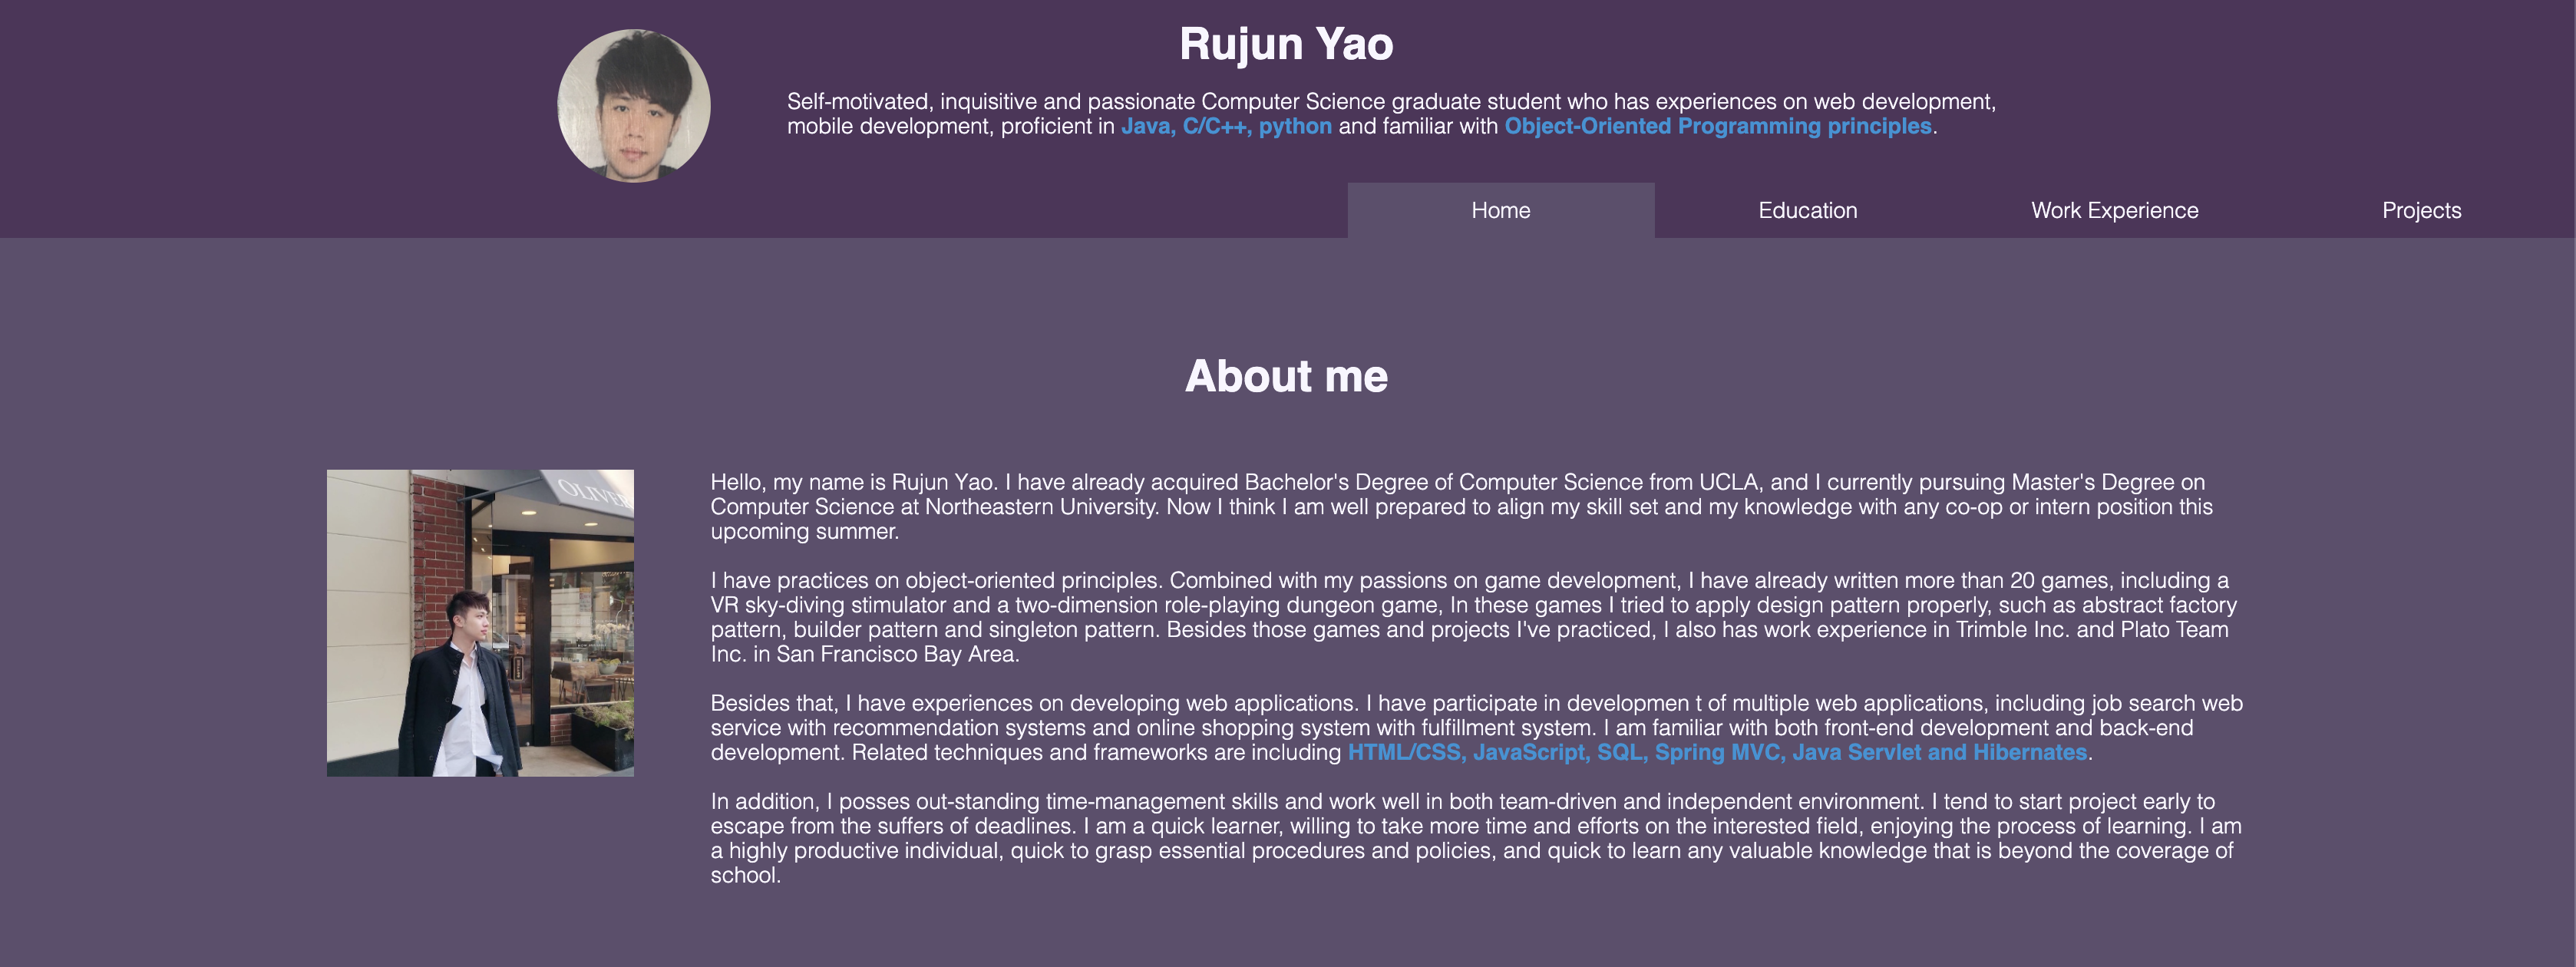 Rujun Yao
Self-motivated, inquisitive and passionate Computer Science graduate student who has experiences on web development,
mobile development, proficient in Java, C/C++, python and familiar with Object-Oriented Programming principles.
Home
Education
Work Experience
Projects
About me
OLIVER
Hello, my name is Rujun Yao. I have already acquired Bachelor's Degree of Computer Science from UCLA, and I currently pursuing Master's Degree on
Computer Science at Northeastern University. Now I think I am well prepared to align my skill set and my knowledge with any co-op or intern position this
upcoming summer.
I have practices on object-oriented principles. Combined with my passions on game development, I have already written more than 20 games, including a
VR sky-diving stimulator and a two-dimension role-playing dungeon game, In these games I tried to apply design pattern properly, such as abstract factory
pattern, builder pattern and singleton pattern. Besides those games and projects I've practiced, I also has work experience in Trimble Inc. and Plato Team
Inc. in San Francisco Bay Area.
Besides that, I have experiences on developing web applications. I have participate in developmen t of multiple web applications, including job search web
service with recommendation systems and online shopping system with fulfillment system. I am familiar with both front-end development and back-end
development. Related techniques and frameworks are including HTML/CSS, JavaScript, SQL, Spring MVC, Java Servlet and Hibernates.
In addition, I posses out-standing time-management skills and work well in both team-driven and independent environment. I tend to start project early to
escape from the suffers of deadlines. I am a quick learner, willing to take more time and efforts on the interested field, enjoying the process of learning. I am
a highly productive individual, quick to grasp essential procedures and policies, and quick to learn any valuable knowledge that is beyond the coverage of
school.